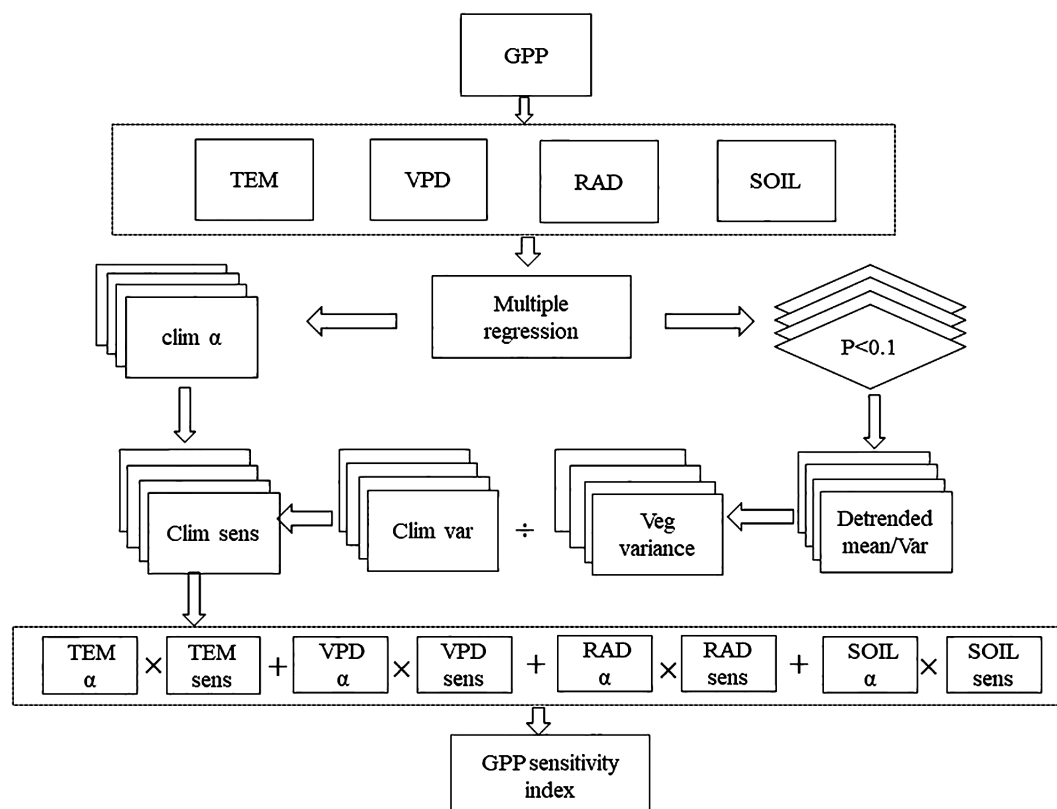 GPP
TEM
VPD
RAD
SOIL
Multiple
regression
clim α
P<0.1
Clim sens
Clim var
÷
Veg
variance
Detrended
mean/Var
TEM
α
×
TEM
sens
+
VPD
α
×
VPD
sens
+
RAD
α
×
RAD
sens
+
SOIL
α
×
SOIL
sens
GPP sensitivity
index